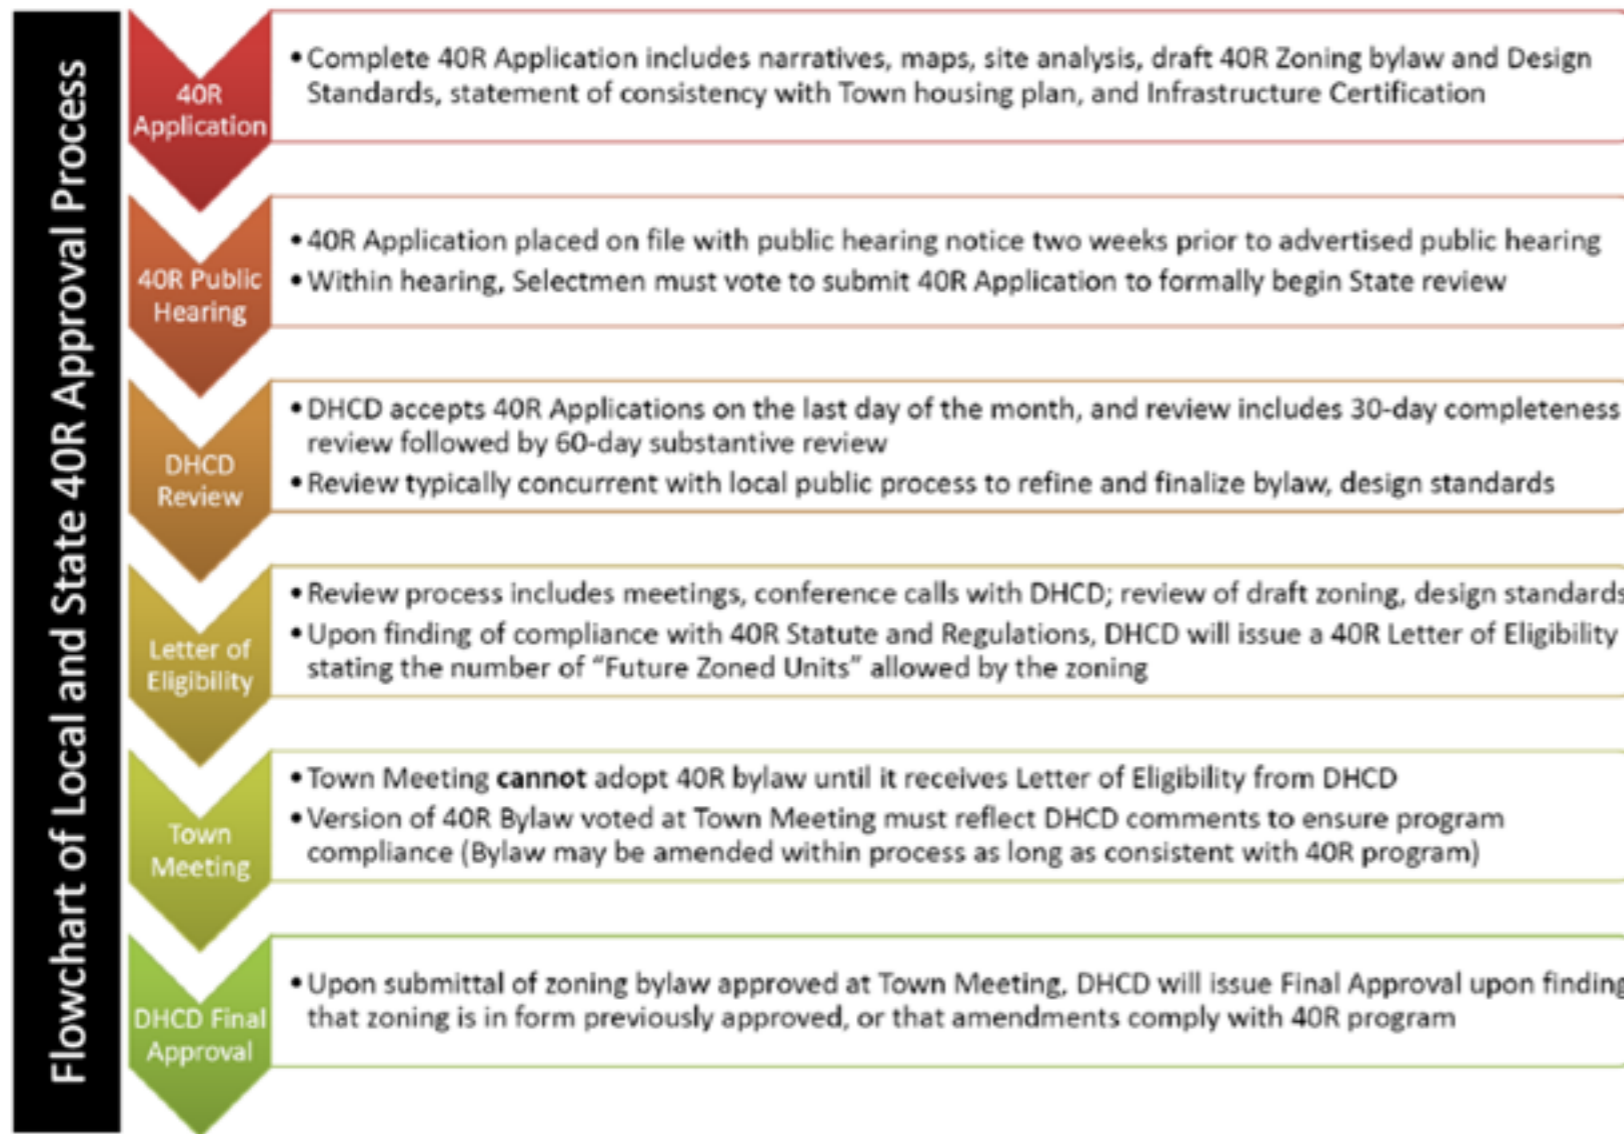 Flowchart of Local and State 40R Approval Process
40R
Application
• Complete 40R Application includes narratives, maps, site analysis, draft 40R Zoning bylaw and Design
Standards, statement of consistency with Town housing plan, and Infrastructure Certification
40R Public
Hearing
• 40R Application placed on file with public hearing notice two weeks prior to advertised public hearing
• Within hearing, Selectmen must vote to submit 40R Application to formally begin State review
DHCD
Review
• DHCD accepts 40R Applications on the last day of the month, and review includes 30-day completeness
review followed by 60-day substantive review
• Review typically concurrent with local public process to refine and finalize bylaw, design standards
Letter of
Eligibility
• Review process includes meetings, conference calls with DHCD; review of draft zoning, design standards
• Upon finding of compliance with 40R Statute and Regulations, DHCD will issue a 40R Letter of Eligibility
stating the number of “Future Zoned Units” allowed by the zoning
Town
Meeting
• Town Meeting cannot adopt 40R bylaw until it receives Letter of Eligibility from DHCD
• Version of 40R Bylaw voted at Town Meeting must reflect DHCD comments to ensure program
compliance (Bylaw may be amended within process as long as consistent with 40R program)
DHCD Final
Approval
• Upon submittal of zoning bylaw approved at Town Meeting, DHCD will issue Final Approval upon finding
that zoning is in form previously approved, or that amendments comply with 40R program